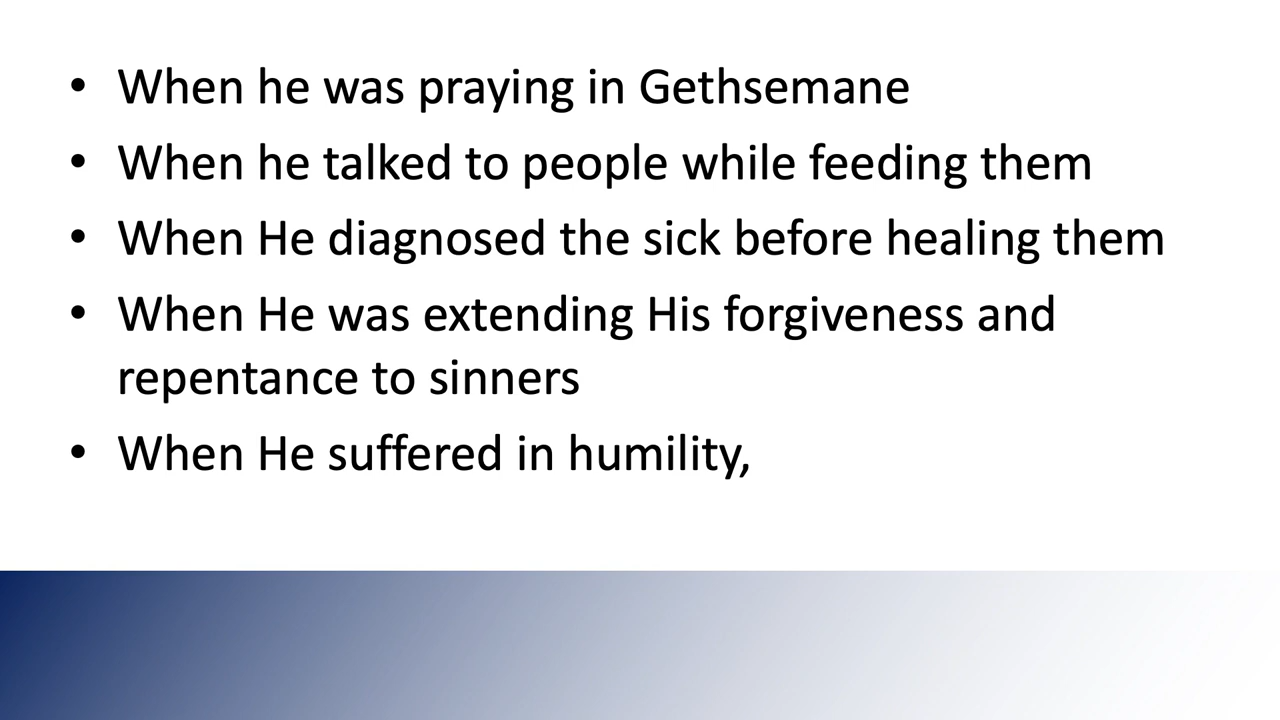 • When he was praying in Gethsemane
• When he talked to people while feeding them
• When He diagnosed the sick before healing them
• When He was extending His forgiveness and
repentance to sinners
• When He suffered in humility,